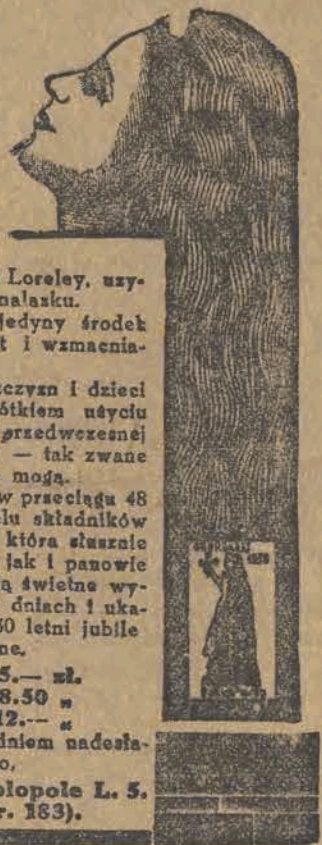 Loreley, uzy-
nalazku.
jedyny środek
t i wzmacnia-
czyzn i dzieci
ótkiem użyciu
przedwczesnej
— tak zwane
mogą.
w przeciągu 48
lu składników
która słusznie
jak i panowie
ą świetne wy-
dniach i uka-
letni jubile
ne.
5.— zł.
8.50 „
12.-- „
dniem nadesła-
o.
olopole L. 5.
r. 183).